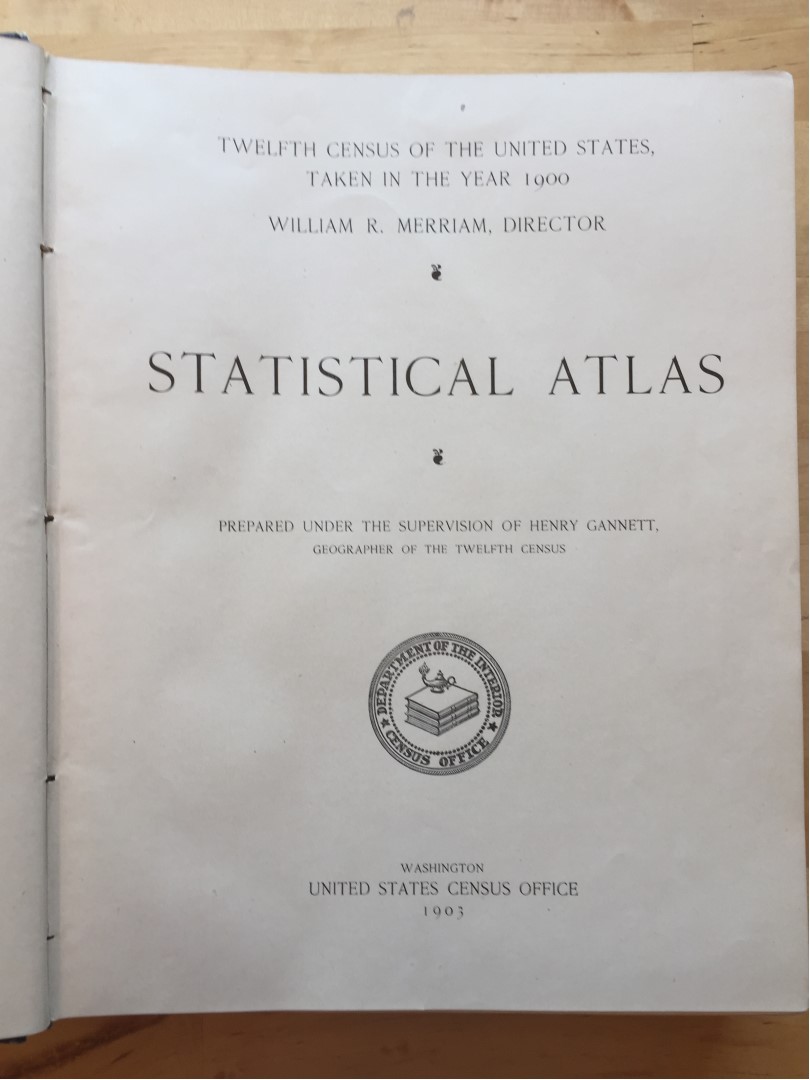 TWELFTH CENSUS OF THE UNITED STATES,
TAKEN IN THE YEAR 1900
WILLIAM R. MERRIAM, DIRECTOR
STATISTICAL ATLAS
PREPARED UNDER THE SUPERVISION OF HENRY GANNETT,
GEOGRAPHER OF THE TWELFTH CENSUS
DEPARTMENT OF THE INTERIOR
CENSUS OFFICE
WASHINGTON
UNITED STATES CENSUS OFFICE
1903